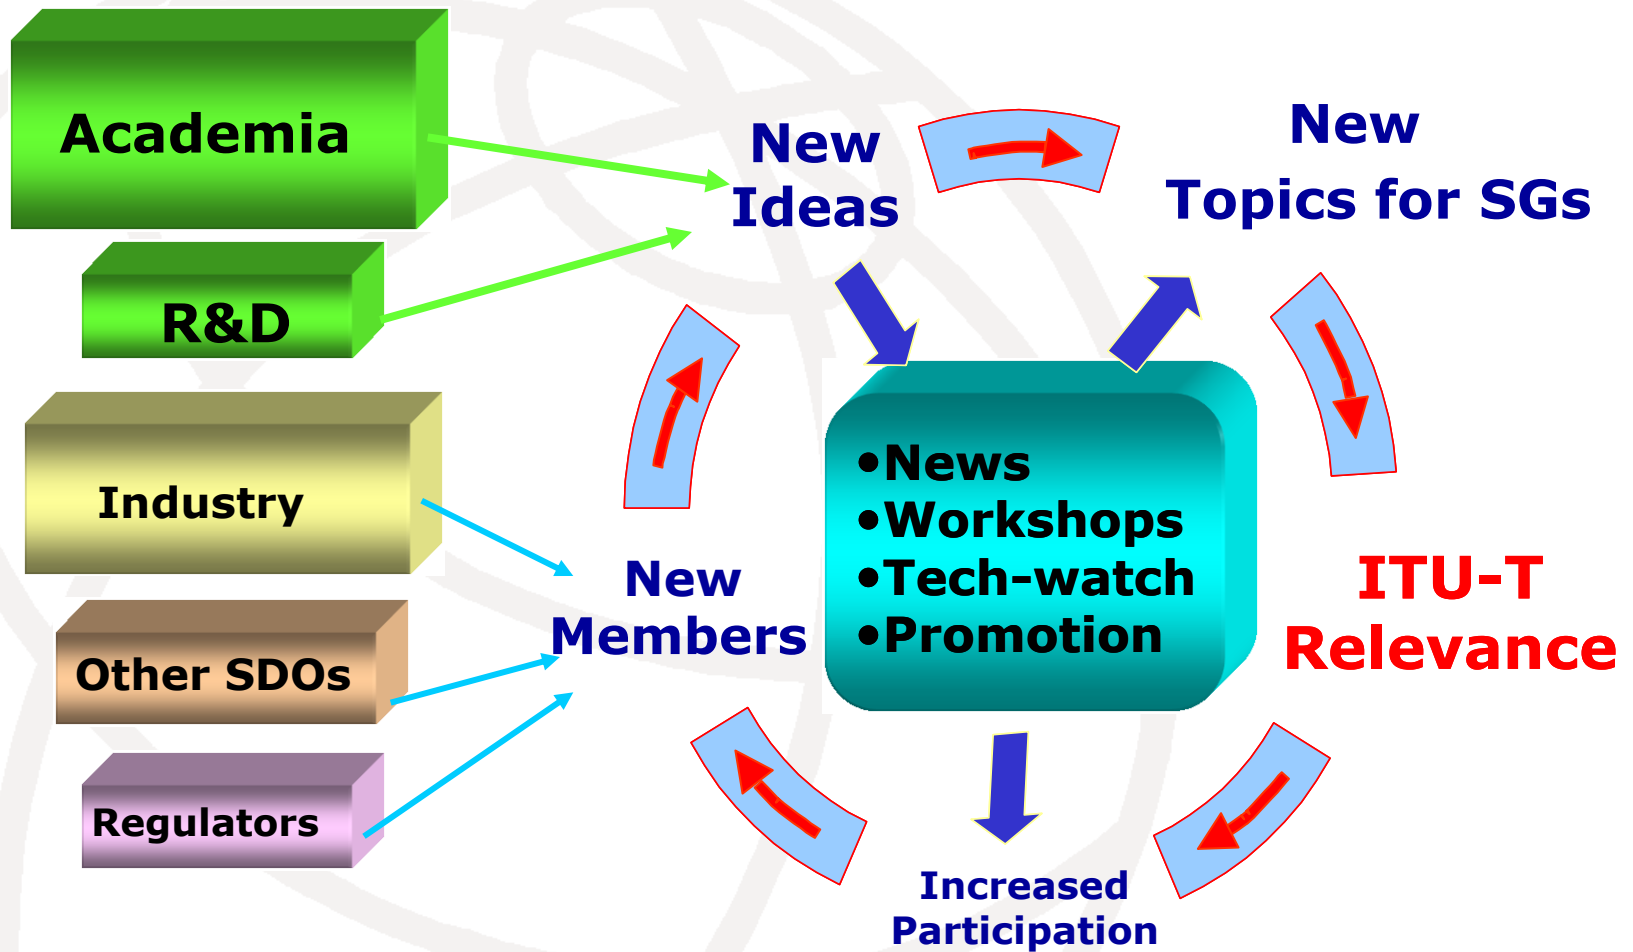 Academia
R&D
Industry
Other SDOs
Regulators
New
Ideas
New
Topics for SGs
New
Members
•News
•Workshops
•Tech-watch
•Promotion
ITU-T
Relevance
Increased
Participation